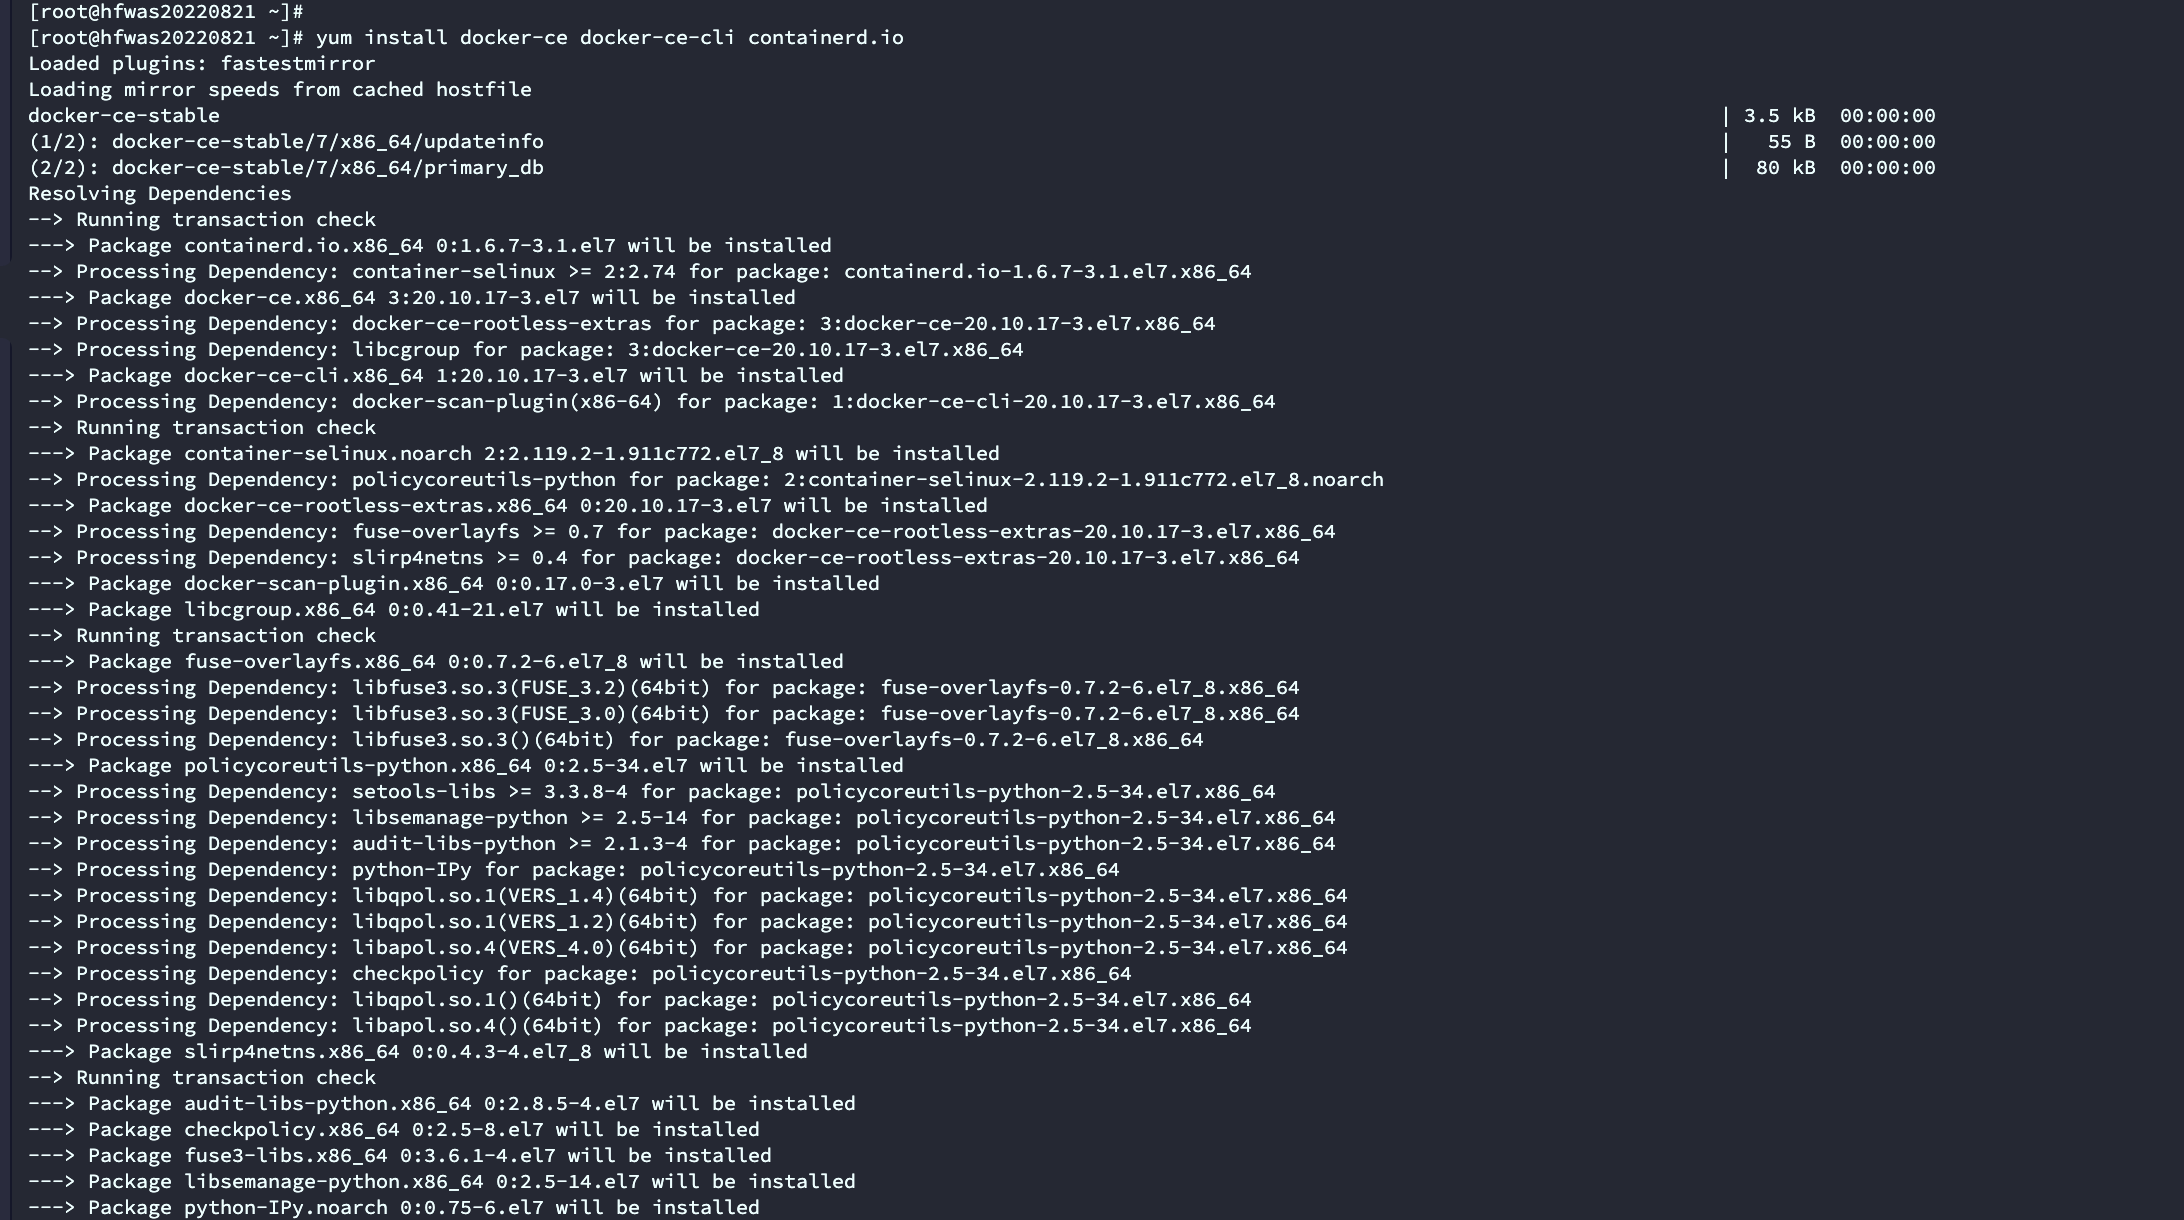 [root@hfwas20220821 ~]#
[root@hfwas20220821 ~]# yum install docker-ce docker-ce-cli containerd.io
Loaded plugins: fastestmirror
Loading mirror speeds from cached hostfile
docker-ce-stable | 3.5 kB 00:00:00
(1/2): docker-ce-stable/7/x86_64/updateinfo | 55 B 00:00:00
(2/2): docker-ce-stable/7/x86_64/primary_db | 80 kB 00:00:00
Resolving Dependencies
--> Running transaction check
---> Package containerd.io.x86_64 0:1.6.7-3.1.el7 will be installed
--> Processing Dependency: container-selinux >= 2:2.74 for package: containerd.io-1.6.7-3.1.el7.x86_64
---> Package docker-ce.x86_64 3:20.10.17-3.el7 will be installed
--> Processing Dependency: docker-ce-rootless-extras for package: 3:docker-ce-20.10.17-3.el7.x86_64
--> Processing Dependency: libcgroup for package: 3:docker-ce-20.10.17-3.el7.x86_64
---> Package docker-ce-cli.x86_64 1:20.10.17-3.el7 will be installed
--> Processing Dependency: docker-scan-plugin(x86-64) for package: 1:docker-ce-cli-20.10.17-3.el7.x86_64
--> Running transaction check
---> Package container-selinux.noarch 2:2.119.2-1.911c772.el7_8 will be installed
--> Processing Dependency: policycoreutils-python for package: 2:container-selinux-2.119.2-1.911c772.el7_8.noarch
---> Package docker-ce-rootless-extras.x86_64 0:20.10.17-3.el7 will be installed
--> Processing Dependency: fuse-overlayfs >= 0.7 for package: docker-ce-rootless-extras-20.10.17-3.el7.x86_64
--> Processing Dependency: slirp4netns >= 0.4 for package: docker-ce-rootless-extras-20.10.17-3.el7.x86_64
---> Package docker-scan-plugin.x86_64 0:0.17.0-3.el7 will be installed
---> Package libcgroup.x86_64 0:0.41-21.el7 will be installed
--> Running transaction check
---> Package fuse-overlayfs.x86_64 0:0.7.2-6.el7_8 will be installed
--> Processing Dependency: libfuse3.so.3(FUSE_3.2)(64bit) for package: fuse-overlayfs-0.7.2-6.el7_8.x86_64
--> Processing Dependency: libfuse3.so.3(FUSE_3.0)(64bit) for package: fuse-overlayfs-0.7.2-6.el7_8.x86_64
--> Processing Dependency: libfuse3.so.3()(64bit) for package: fuse-overlayfs-0.7.2-6.el7_8.x86_64
---> Package policycoreutils-python.x86_64 0:2.5-34.el7 will be installed
--> Processing Dependency: setools-libs >= 3.3.8-4 for package: policycoreutils-python-2.5-34.el7.x86_64
--> Processing Dependency: libsemanage-python >= 2.5-14 for package: policycoreutils-python-2.5-34.el7.x86_64
--> Processing Dependency: audit-libs-python >= 2.1.3-4 for package: policycoreutils-python-2.5-34.el7.x86_64
--> Processing Dependency: python-IPy for package: policycoreutils-python-2.5-34.el7.x86_64
--> Processing Dependency: libqpol.so.1(VERS_1.4)(64bit) for package: policycoreutils-python-2.5-34.el7.x86_64
--> Processing Dependency: libqpol.so.1(VERS_1.2)(64bit) for package: policycoreutils-python-2.5-34.el7.x86_64
--> Processing Dependency: libapol.so.4(VERS_4.0)(64bit) for package: policycoreutils-python-2.5-34.el7.x86_64
--> Processing Dependency: checkpolicy for package: policycoreutils-python-2.5-34.el7.x86_64
--> Processing Dependency: libqpol.so.1()(64bit) for package: policycoreutils-python-2.5-34.el7.x86_64
--> Processing Dependency: libapol.so.4()(64bit) for package: policycoreutils-python-2.5-34.el7.x86_64
---> Package slirp4netns.x86_64 0:0.4.3-4.el7_8 will be installed
--> Running transaction check
---> Package audit-libs-python.x86_64 0:2.8.5-4.el7 will be installed
---> Package checkpolicy.x86_64 0:2.5-8.el7 will be installed
---> Package fuse3-libs.x86_64 0:3.6.1-4.el7 will be installed
---> Package libsemanage-python.x86_64 0:2.5-14.el7 will be installed
---> Package python-IPy.noarch 0:0.75-6.el7 will be installed